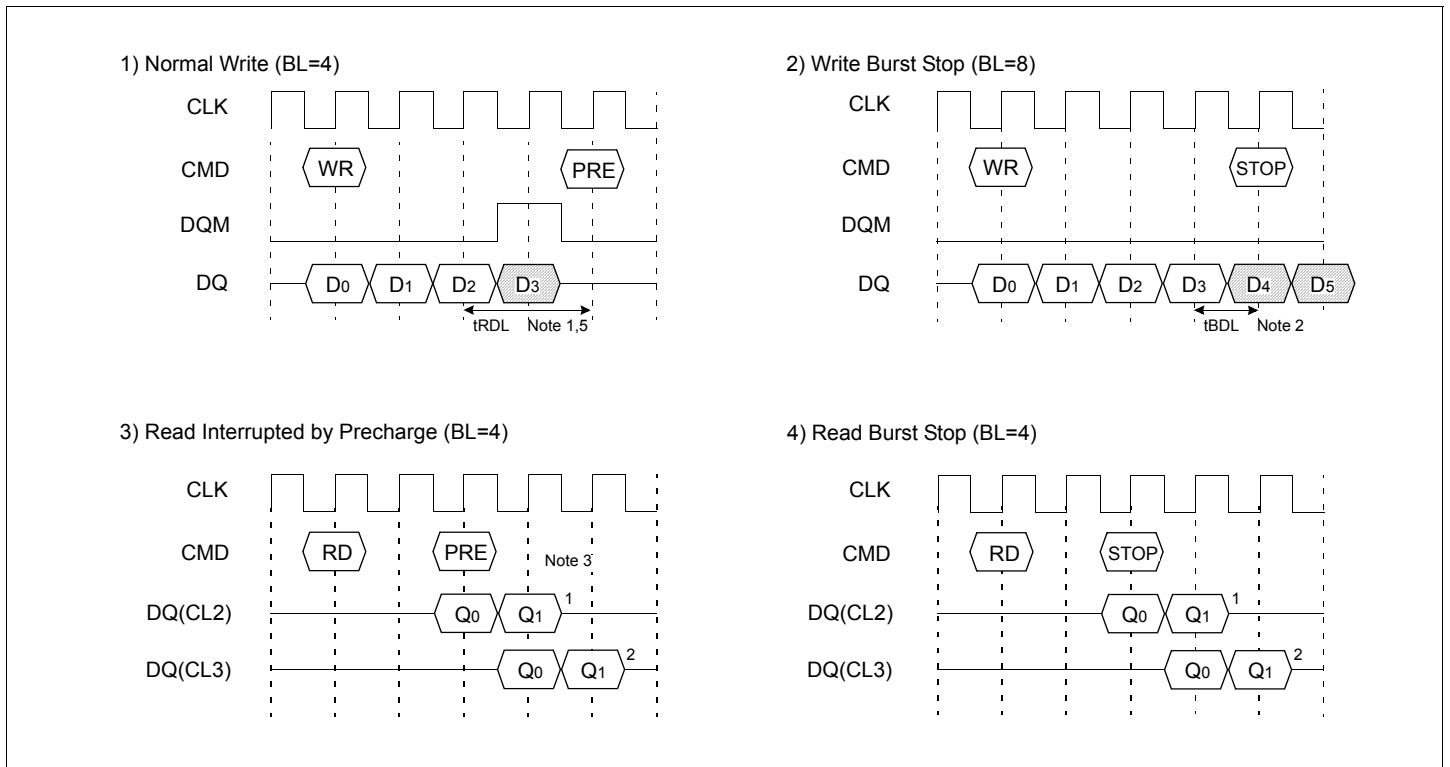 1) Normal Write (BL=4)
CLK
CMD WR PRE
DQM
DQ D0 D1 D2 D3
tRDL Note 1,5
2) Write Burst Stop (BL=8)
CLK
CMD WR STOP
DQM
DQ D0 D1 D2 D3 D4 D5
tBDL Note 2
3) Read Interrupted by Precharge (BL=4)
CLK
CMD RD PRE Note 3
DQ(CL2) Q0 Q1 1
DQ(CL3) Q0 Q1 2
4) Read Burst Stop (BL=4)
CLK
CMD RD STOP
DQ(CL2) Q0 Q1 1
DQ(CL3) Q0 Q1 2